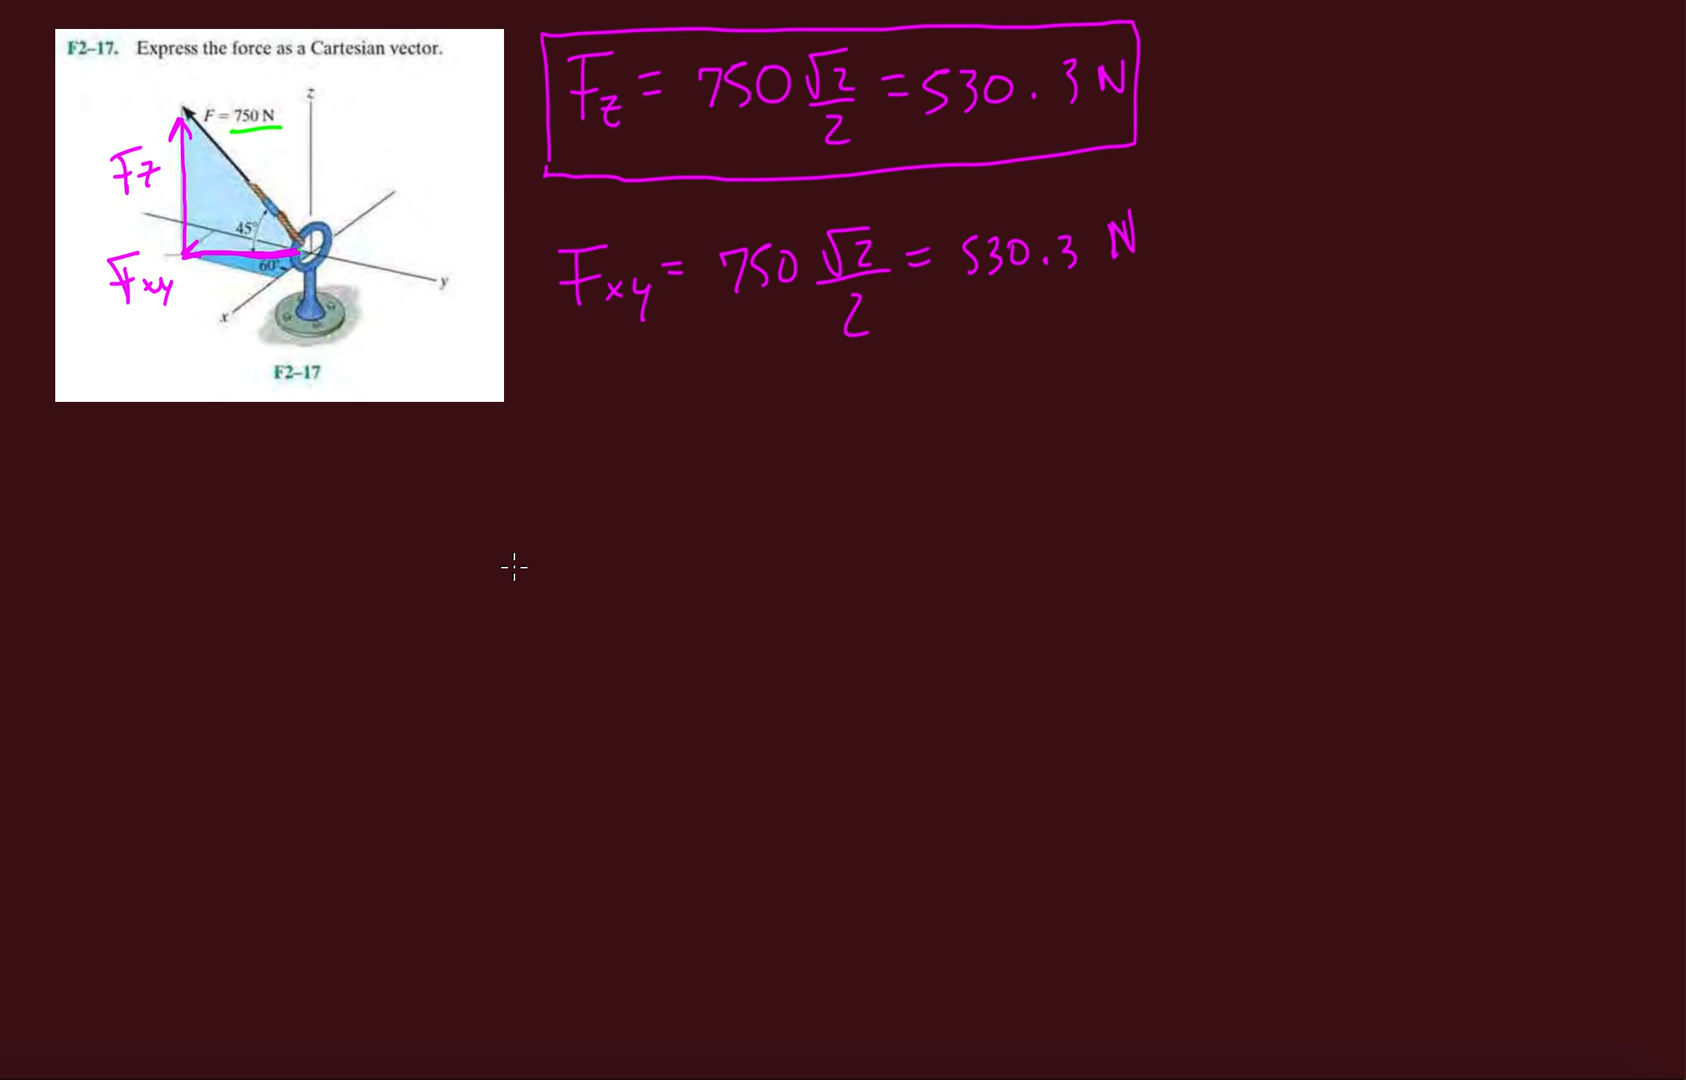 F2–17. Express the force as a Cartesian vector.
z
F = 750 N
Fz
45°
Fxy
60°
y
x
F2–17
Fz = 750 √2/2 = 530.3 N
Fxy = 750 √2/2 = 530.3 N